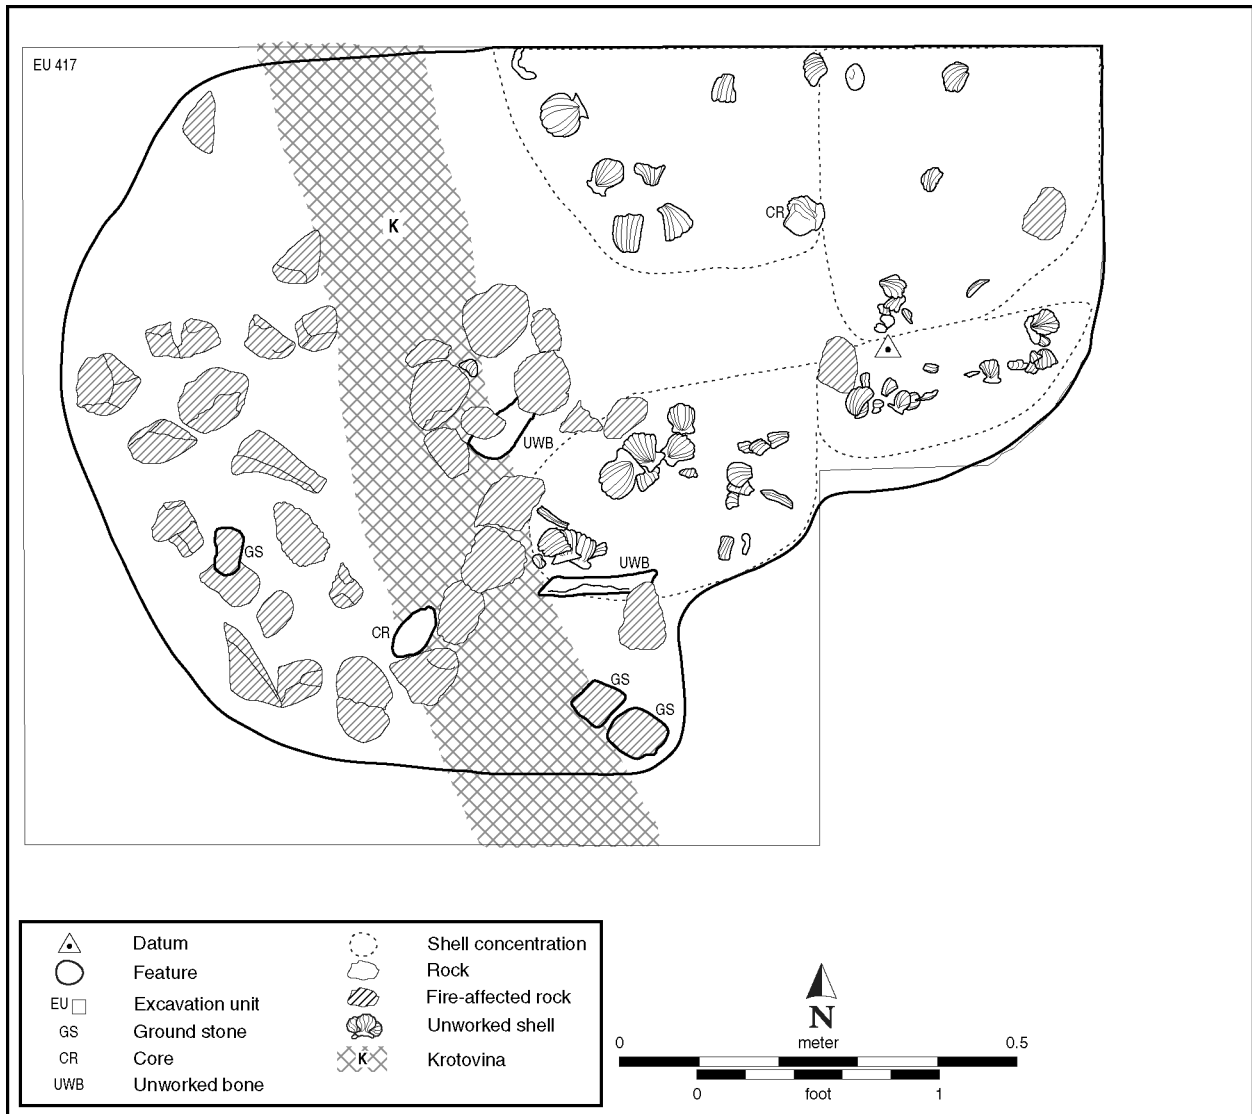 EU 417
K
CR
UWB
GS
UWB
CR
GS
GS
Datum
Feature
EU Excavation unit
GS Ground stone
CR Core
UWB Unworked bone
Shell concentration
Rock
Fire-affected rock
Unworked shell
K Krotovina
N
0 meter 0.5
0 foot 1